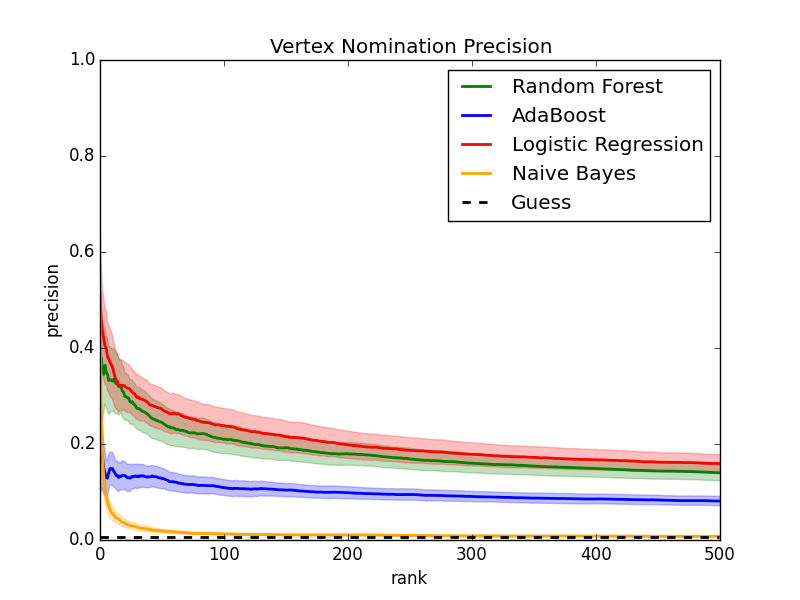 Vertex Nomination Precision
1.0
0.8
0.6
0.4
0.2
0.0
precision
Random Forest
AdaBoost
Logistic Regression
Naive Bayes
Guess
0 100 200 300 400 500
rank